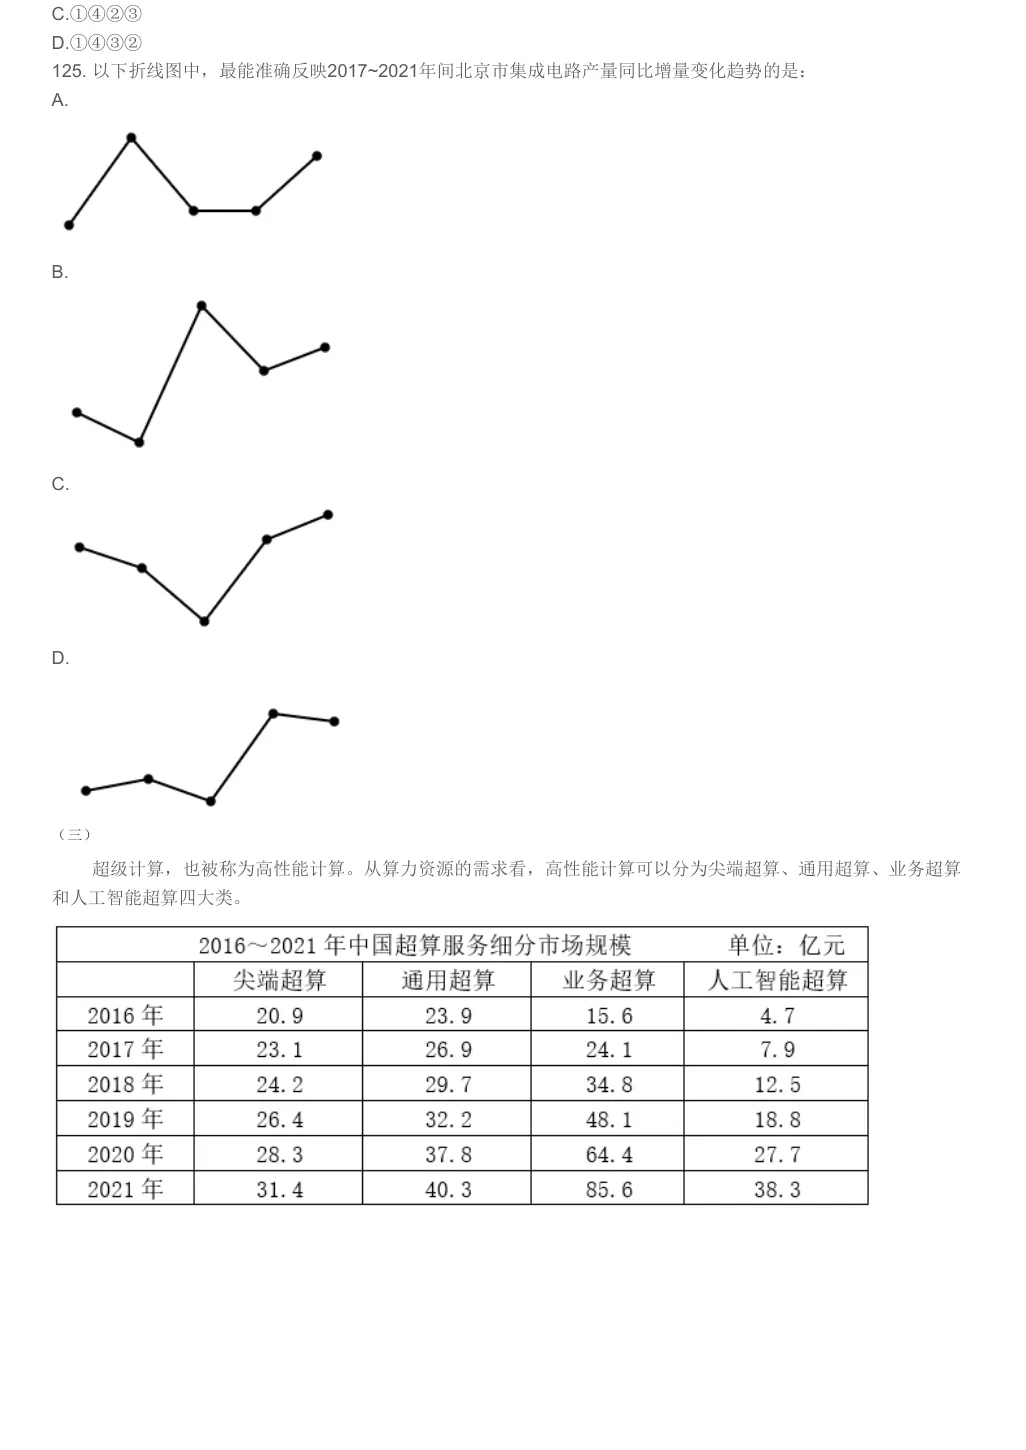 C.①④②③
D.①④③②
125. 以下折线图中，最能准确反映2017~2021年间北京市集成电路产量同比增量变化趋势的是：
A.
B.
C.
D.
（三）
超级计算，也被称为高性能计算。从算力资源的需求看，高性能计算可以分为尖端超算、通用超算、业务超算
和人工智能超算四大类。
2016～2021 年中国超算服务细分市场规模 单位：亿元
尖端超算 通用超算 业务超算 人工智能超算
2016 年 20.9 23.9 15.6 4.7
2017 年 23.1 26.9 24.1 7.9
2018 年 24.2 29.7 34.8 12.5
2019 年 26.4 32.2 48.1 18.8
2020 年 28.3 37.8 64.4 27.7
2021 年 31.4 40.3 85.6 38.3